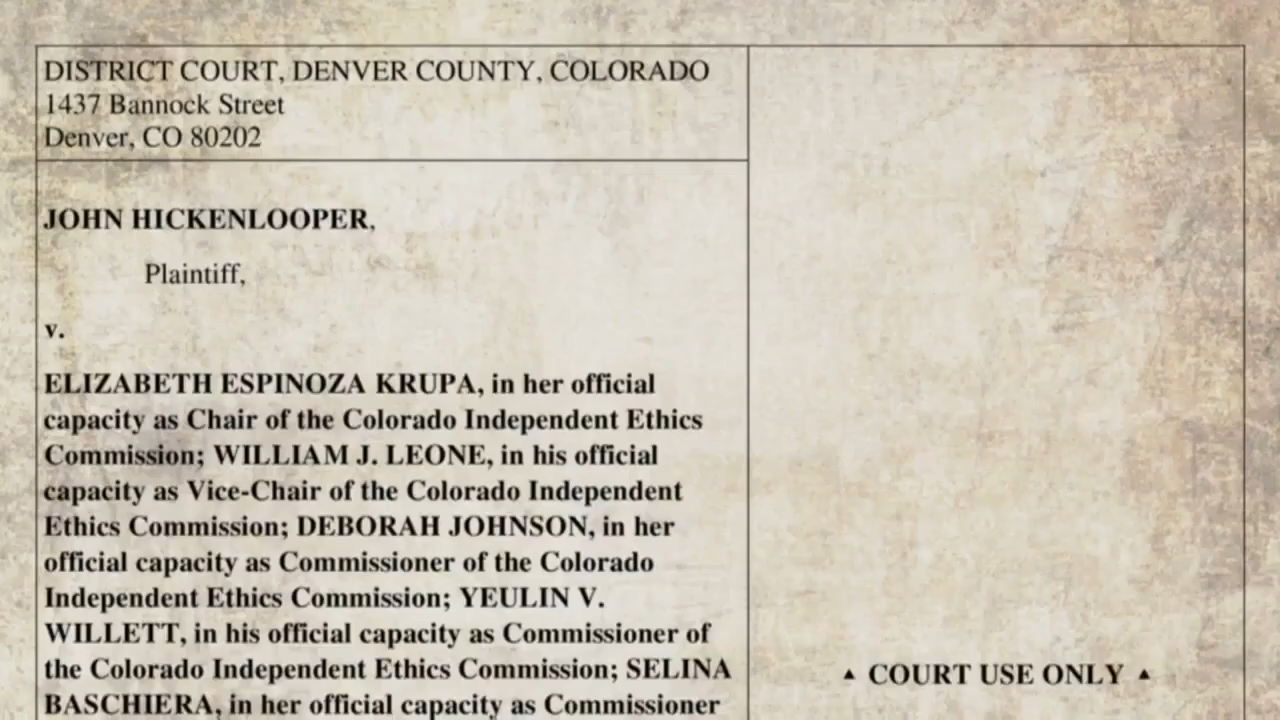 DISTRICT COURT, DENVER COUNTY, COLORADO
1437 Bannock Street
Denver, CO 80202
JOHN HICKENLOOPER,
Plaintiff,
v.
ELIZABETH ESPINOZA KRUPA, in her official
capacity as Chair of the Colorado Independent Ethics
Commission; WILLIAM J. LEONE, in his official
capacity as Vice-Chair of the Colorado Independent
Ethics Commission; DEBORAH JOHNSON, in her
official capacity as Commissioner of the Colorado
Independent Ethics Commission; YEULIN V.
WILLETT, in his official capacity as Commissioner of
the Colorado Independent Ethics Commission; SELINA
BASCHIERA, in her official capacity as Commissioner
▲ COURT USE ONLY ▲